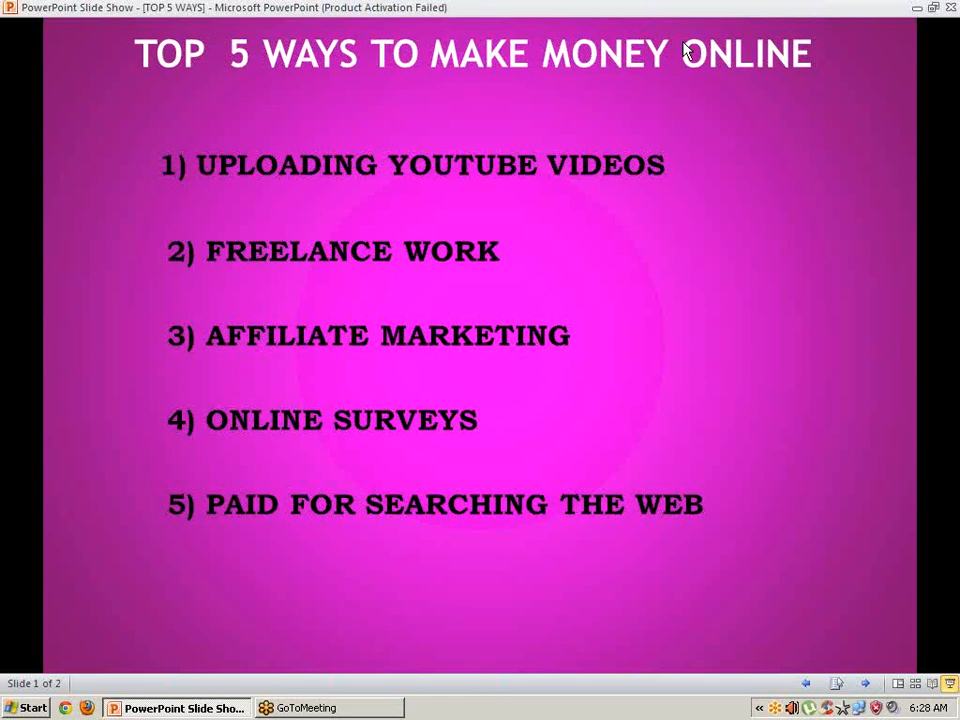 PowerPoint Slide Show - [TOP 5 WAYS] - Microsoft PowerPoint (Product Activation Failed)
TOP 5 WAYS TO MAKE MONEY ONLINE
1) UPLOADING YOUTUBE VIDEOS
2) FREELANCE WORK
3) AFFILIATE MARKETING
4) ONLINE SURVEYS
5) PAID FOR SEARCHING THE WEB
Slide 1 of 2
Start PowerPoint Slide Sho... GoToMeeting « 6:28 AM